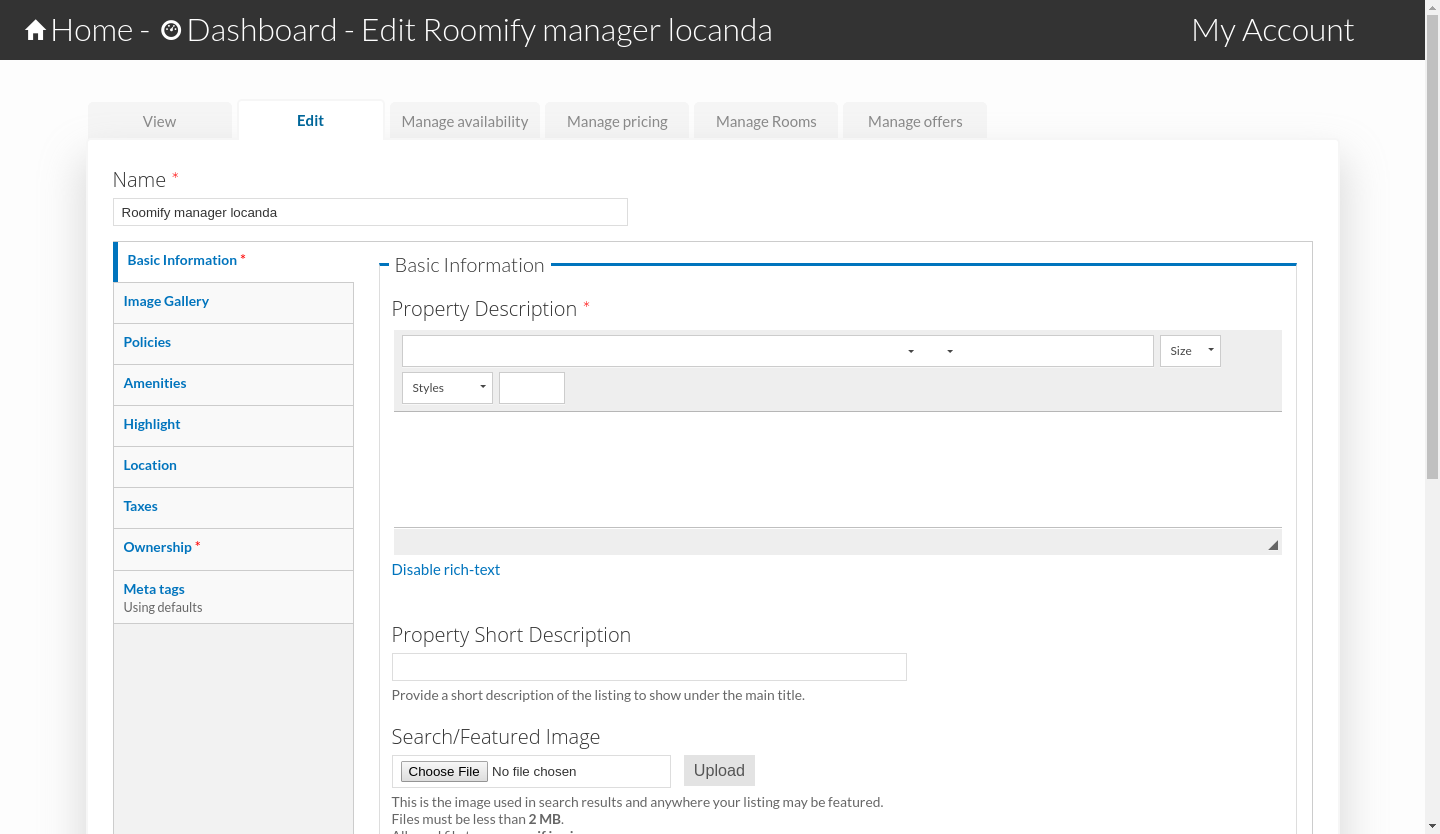 Home - Dashboard - Edit Roomify manager locanda
My Account
View
Edit
Manage availability
Manage pricing
Manage Rooms
Manage offers
Name *
Roomify manager locanda
Basic Information *
Image Gallery
Policies
Amenities
Highlight
Location
Taxes
Ownership *
Meta tags
Using defaults
Basic Information
Property Description *
Size
Styles
Disable rich-text
Property Short Description
Provide a short description of the listing to show under the main title.
Search/Featured Image
Choose File No file chosen
Upload
This is the image used in search results and anywhere your listing may be featured.
Files must be less than 2 MB.